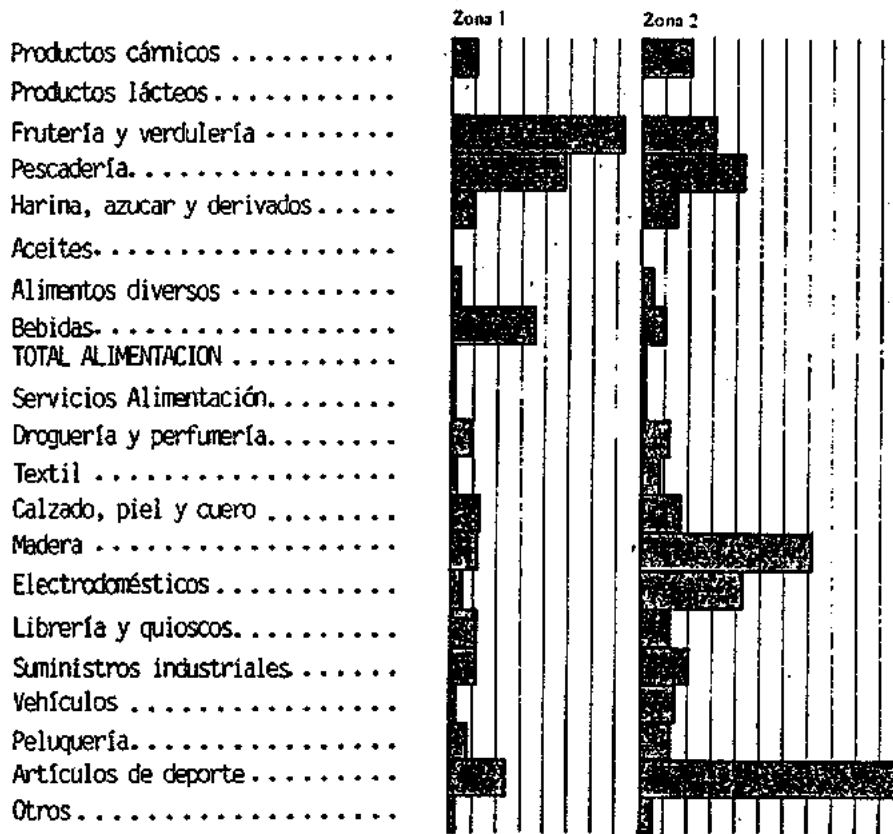 Zona 1 Zona 2
Productos cárnicos . . . . . . . . . .
Productos lácteos. . . . . . . . . . .
Frutería y verdulería . . . . . . . .
Pescadería. . . . . . . . . . . . . . .
Harina, azucar y derivados . . . . .
Aceites. . . . . . . . . . . . . . . . .
Alimentos diversos . . . . . . . . . .
Bebidas. . . . . . . . . . . . . . . . .
TOTAL ALIMENTACION . . . . . . . . . .
Servicios Alimentación. . . . . . . .
Droguería y perfumería. . . . . . . .
Textil . . . . . . . . . . . . . . . . .
Calzado, piel y cuero . . . . . . . .
Madera . . . . . . . . . . . . . . . . .
Electrodomésticos . . . . . . . . . . .
Librería y quioscos. . . . . . . . . .
Suministros industriales. . . . . . .
Vehículos . . . . . . . . . . . . . . .
Peluquería. . . . . . . . . . . . . . .
Artículos de deporte . . . . . . . . .
Otros . . . . . . . . . . . . . . . . . .